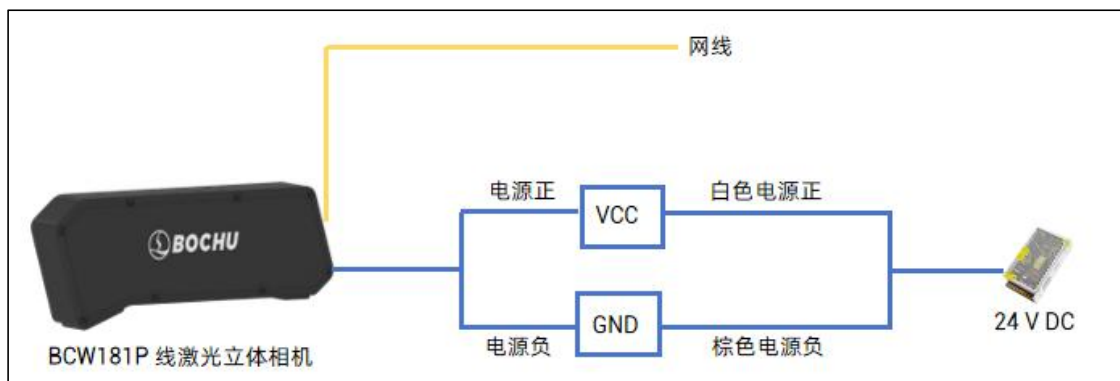 网线
BOCHU
电源正
VCC
白色电源正
电源负
GND
棕色电源负
24 V DC
BCW181P 线激光立体相机